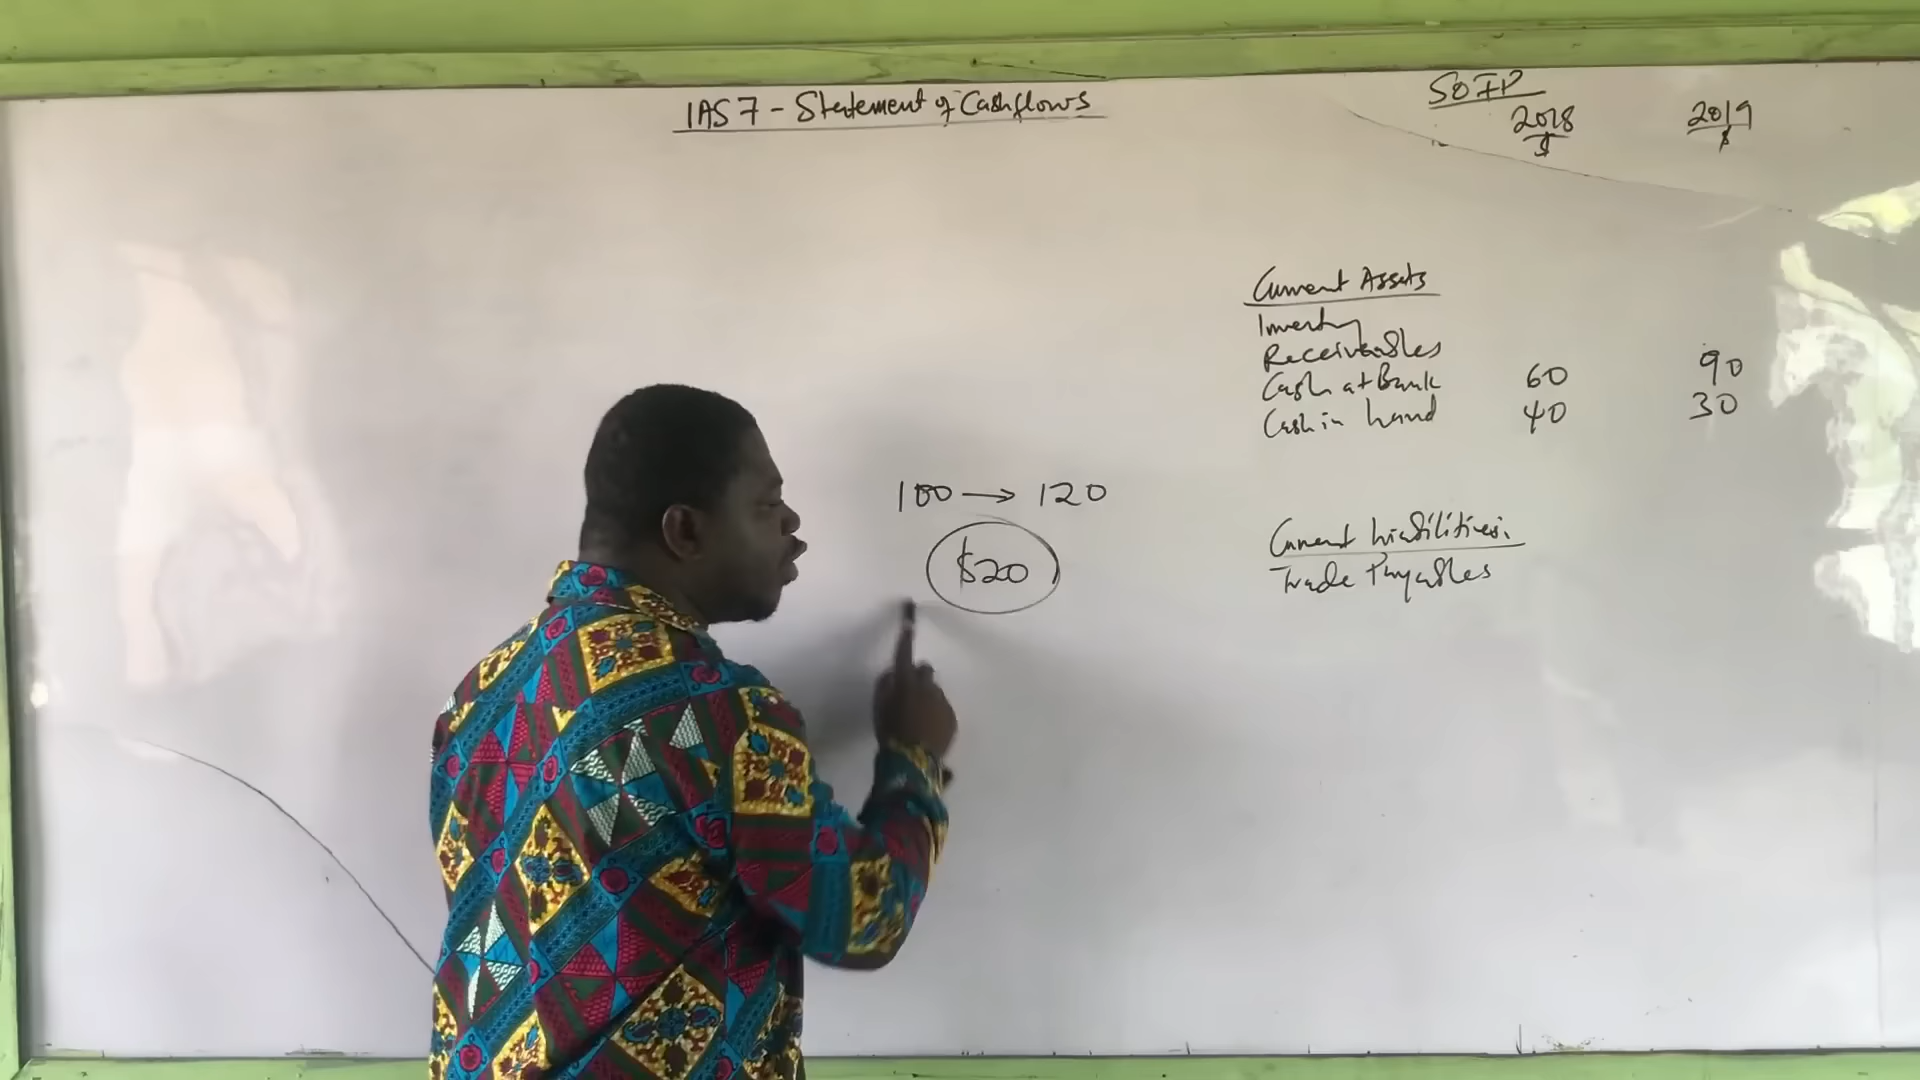 IAS 7 - Statement of Cashflows
SOFP
2018 2019
$ $
Current Assets
Inventory
Receiveables
Cash at Bank 60 90
Cash in hand 40 30
100 → 120
$20
Current Liabilities:
Trade Payables